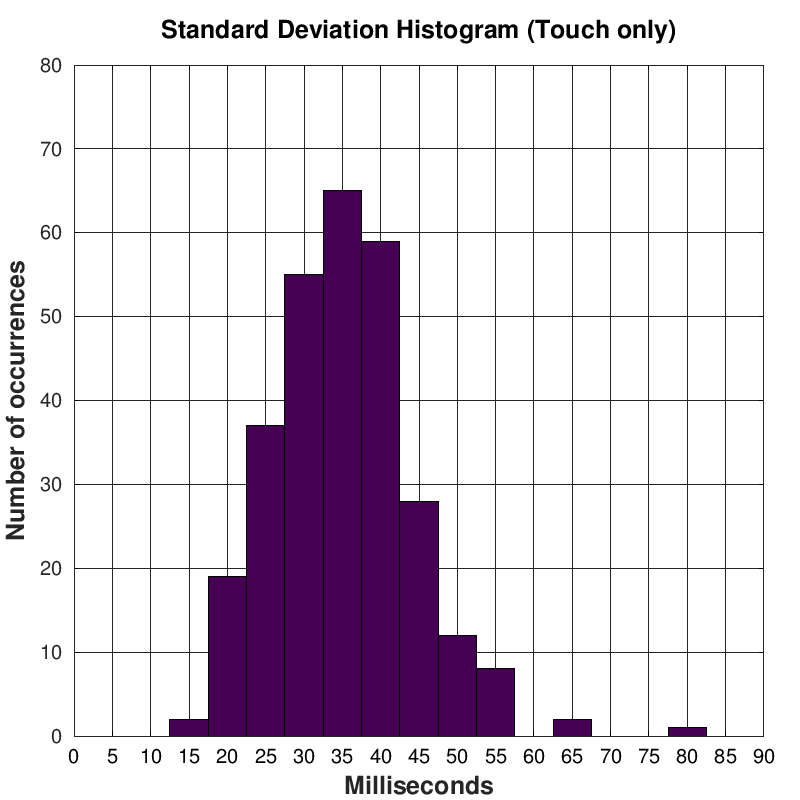 Standard Deviation Histogram (Touch only)
80
70
60
50
40
30
20
10
0
Number of occurrences
0 5 10 15 20 25 30 35 40 45 50 55 60 65 70 75 80 85 90
Milliseconds